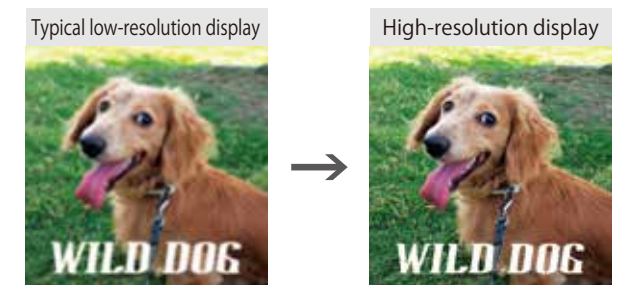 Typical low-resolution display
High-resolution display
WILD DOG
WILD DOG